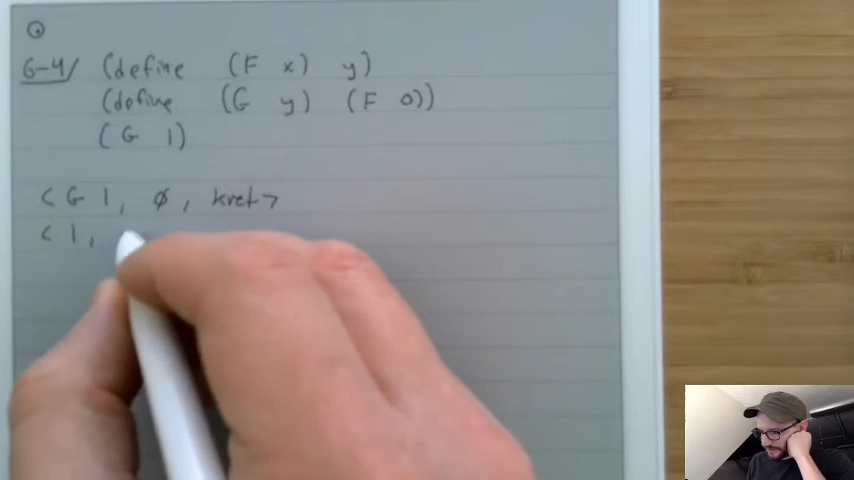 G-4/ (define (F x) y)
(define (G y) (F 0))
(G 1)
< G 1, ø, kret>
< 1,